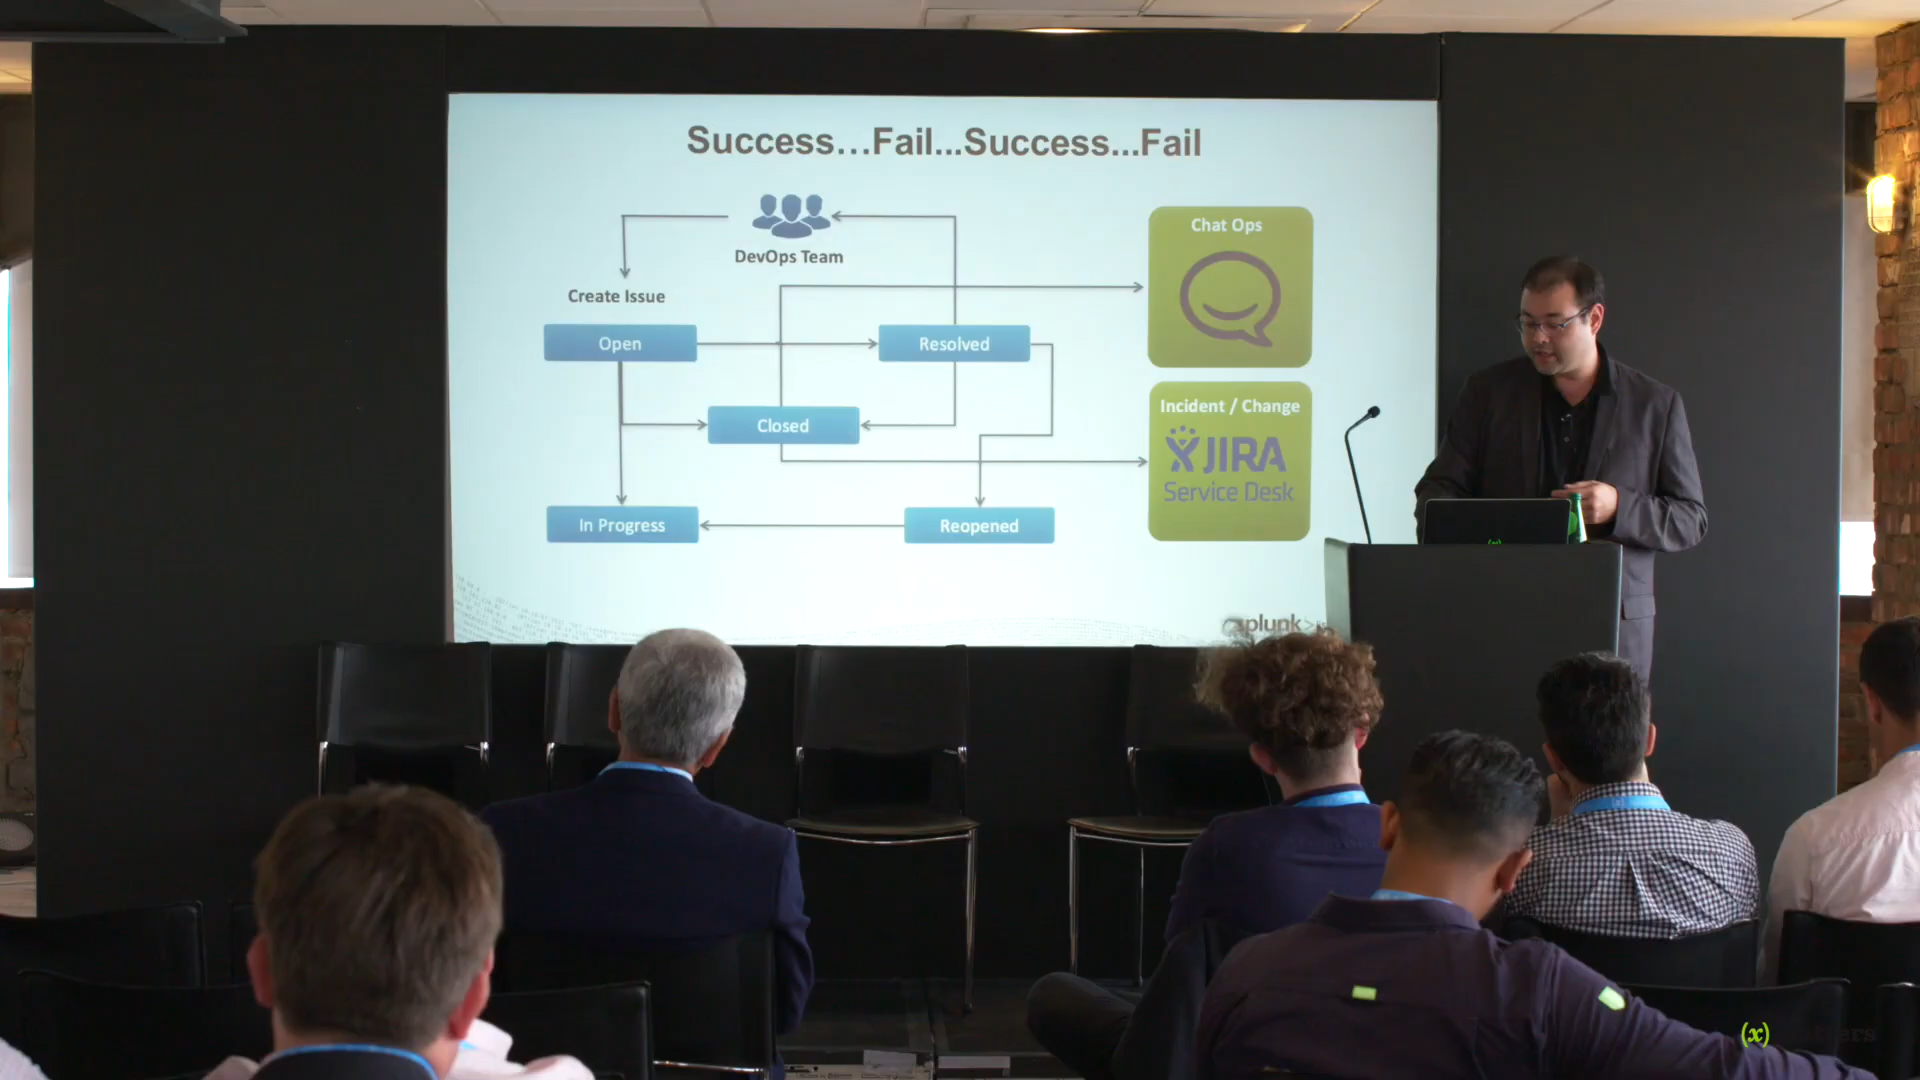 Success...Fail...Success...Fail
DevOps Team
Create Issue
Chat Ops
Open
Resolved
Closed
Incident / Change
JIRA
Service Desk
In Progress
Reopened
splunk>
(x)